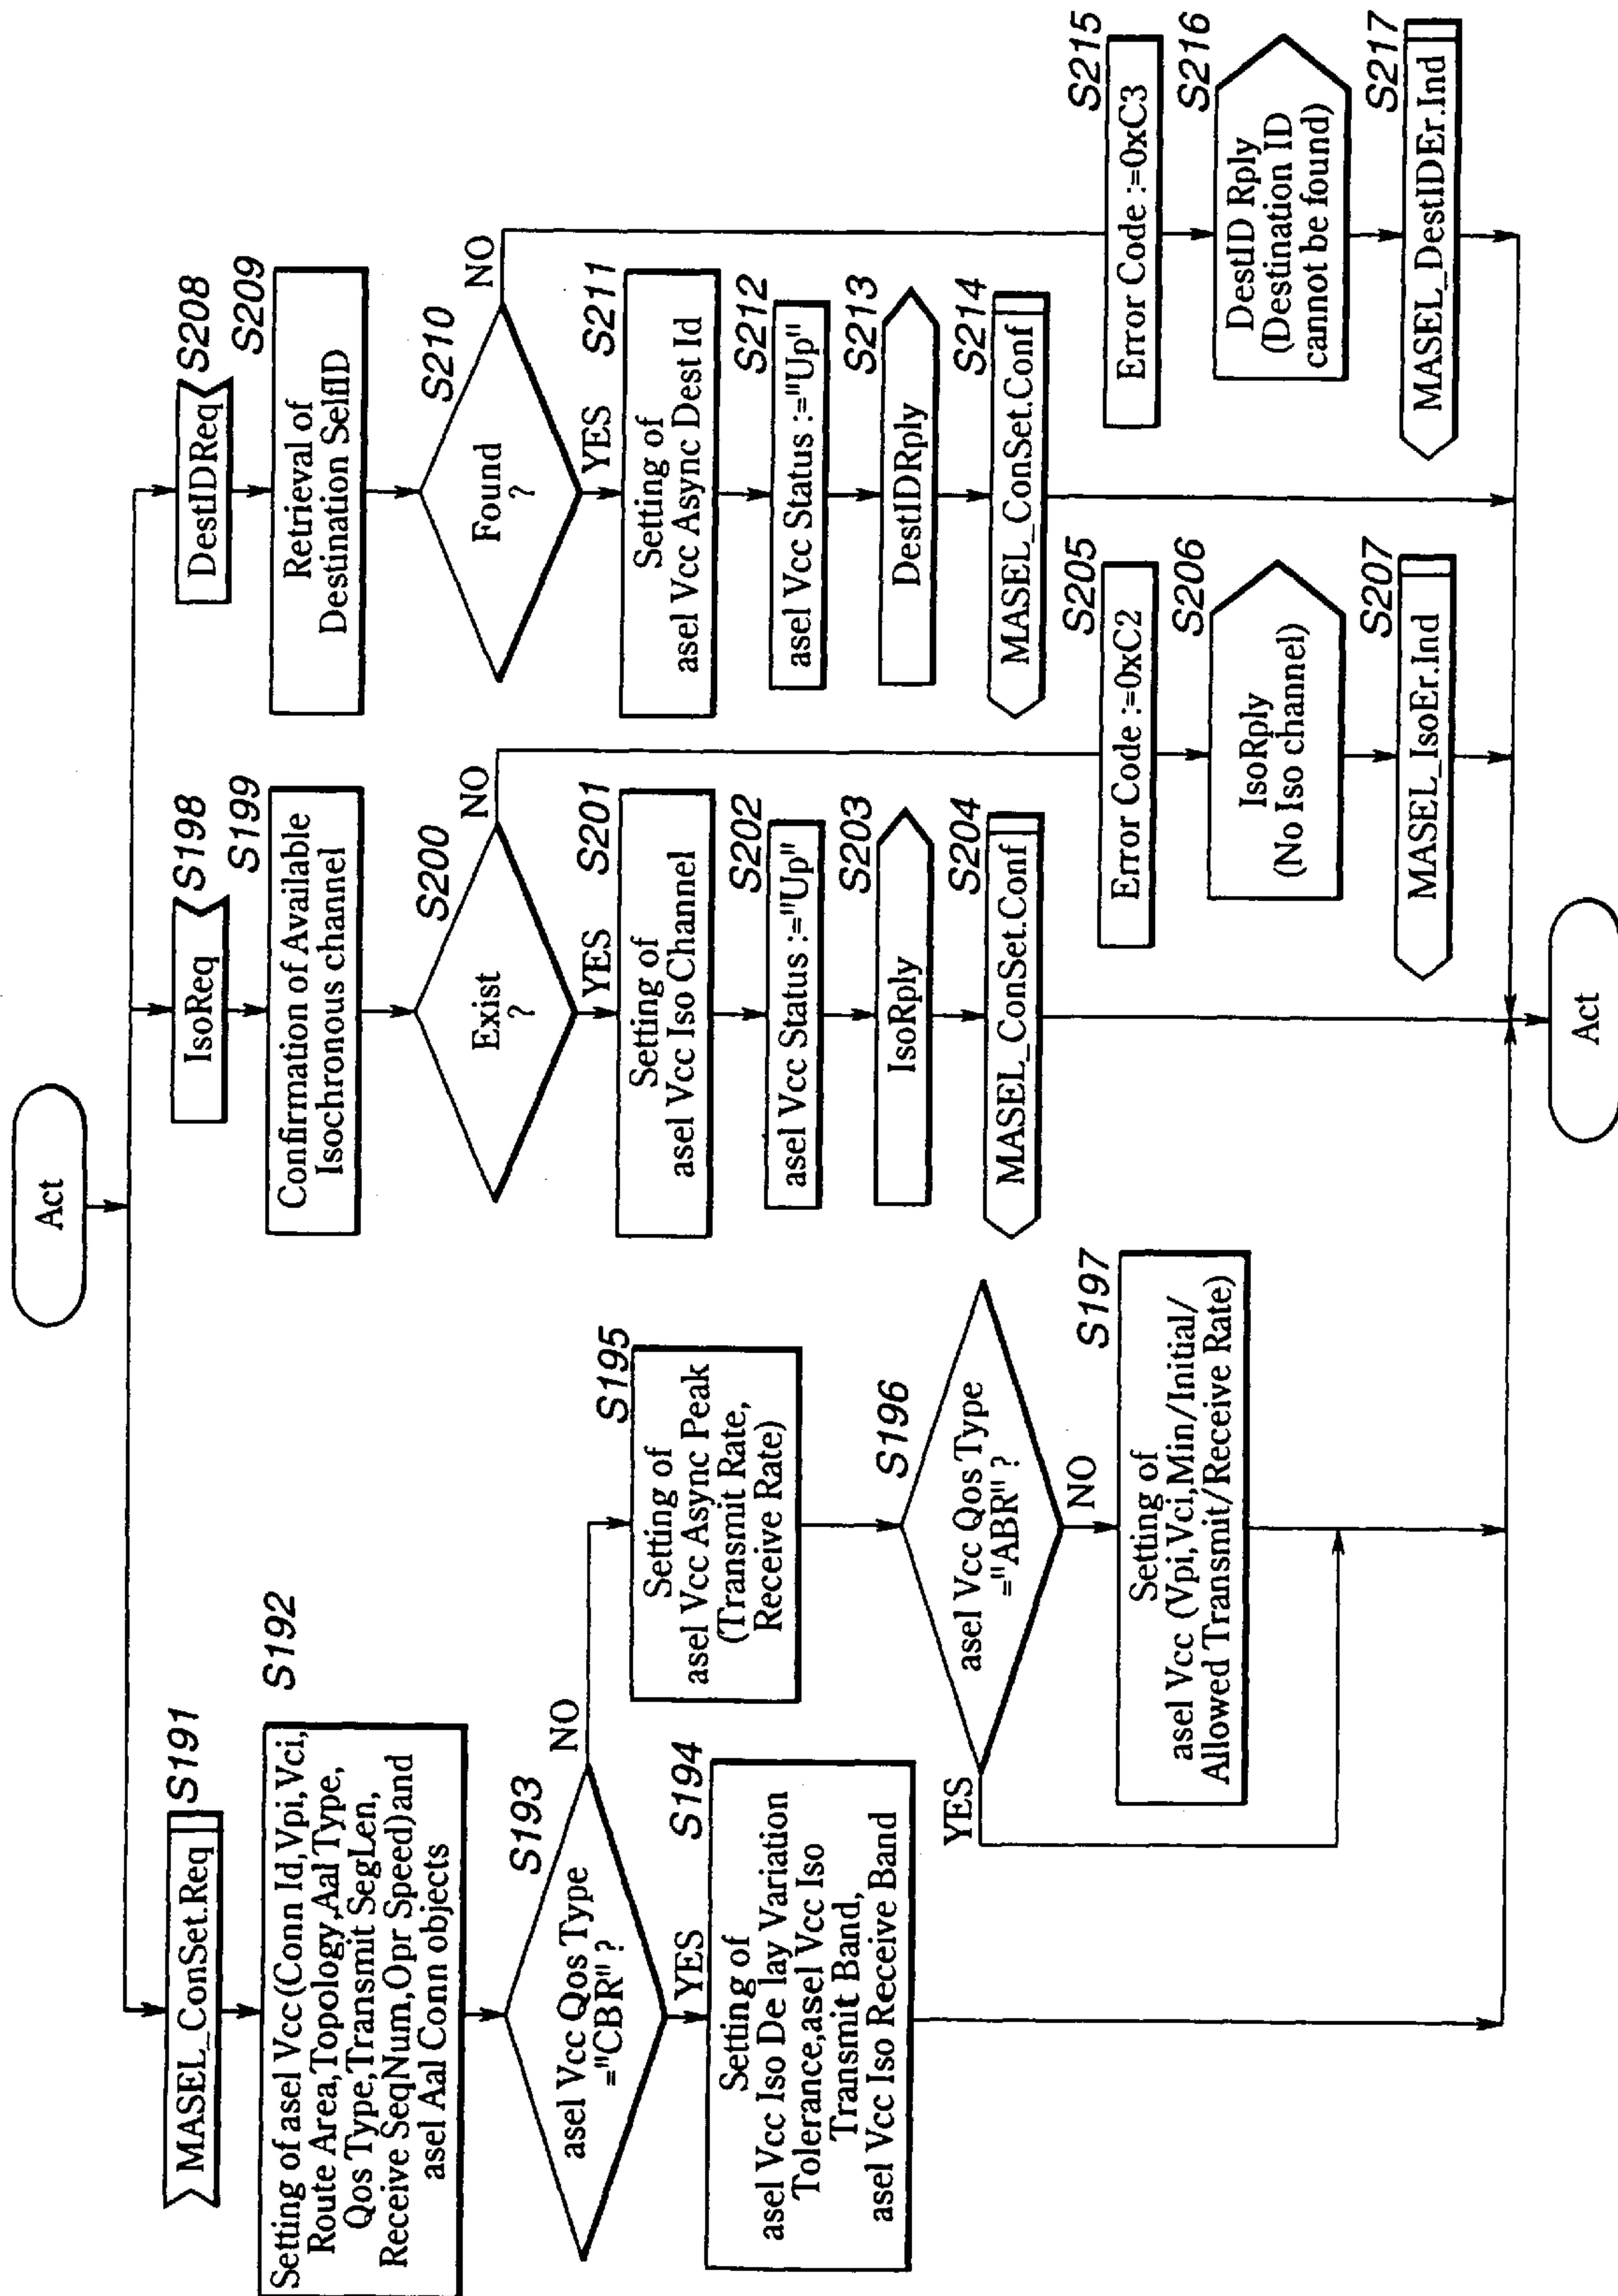 Act
MASEL_ConSet.Req
S191
Setting of asel Vcc(Conn Id,Vpi,Vci,
Route Area,Topology,Aal Type,
Qos Type,Transmit SegLen,
Receive SeqNum,Opr Speed)and
asel Aal Conn objects
S192
asel Vcc Qos Type
="CBR"?
S193
NO
YES
S194
Setting of
asel Vcc Iso De lay Variation
Tolerance,asel Vcc Iso
Transmit Band,
asel Vcc Iso Receive Band
S195
Setting of
asel Vcc Async Peak
(Transmit Rate,
Receive Rate)
S196
asel Vcc Qos Type
="ABR"?
YES
NO
S197
Setting of
asel Vcc (Vpi,Vci,Min/Initial/
Allowed Transmit/Receive Rate)
IsoReq
S198
S199
Confirmation of Available
Isochronous channel
S200
Exist
?
NO
YES
S201
Setting of
asel Vcc Iso Channel
S202
asel Vcc Status :="Up"
S203
IsoRply
S204
MASEL_ConSet.Conf
S205
Error Code :=0xC2
S206
IsoRply
(No Iso channel)
S207
MASEL_IsoEr.Ind
DestIDReq
S208
S209
Retrieval of
Destination SelfID
S210
Found
?
NO
YES
S211
Setting of
asel Vcc Async Dest Id
S212
asel Vcc Status :="Up"
S213
DestIDRply
S214
MASEL_ConSet.Conf
S215
Error Code :=0xC3
S216
DestID Rply
(Destination ID
cannot be found)
S217
MASEL_DestIDEr.Ind
Act